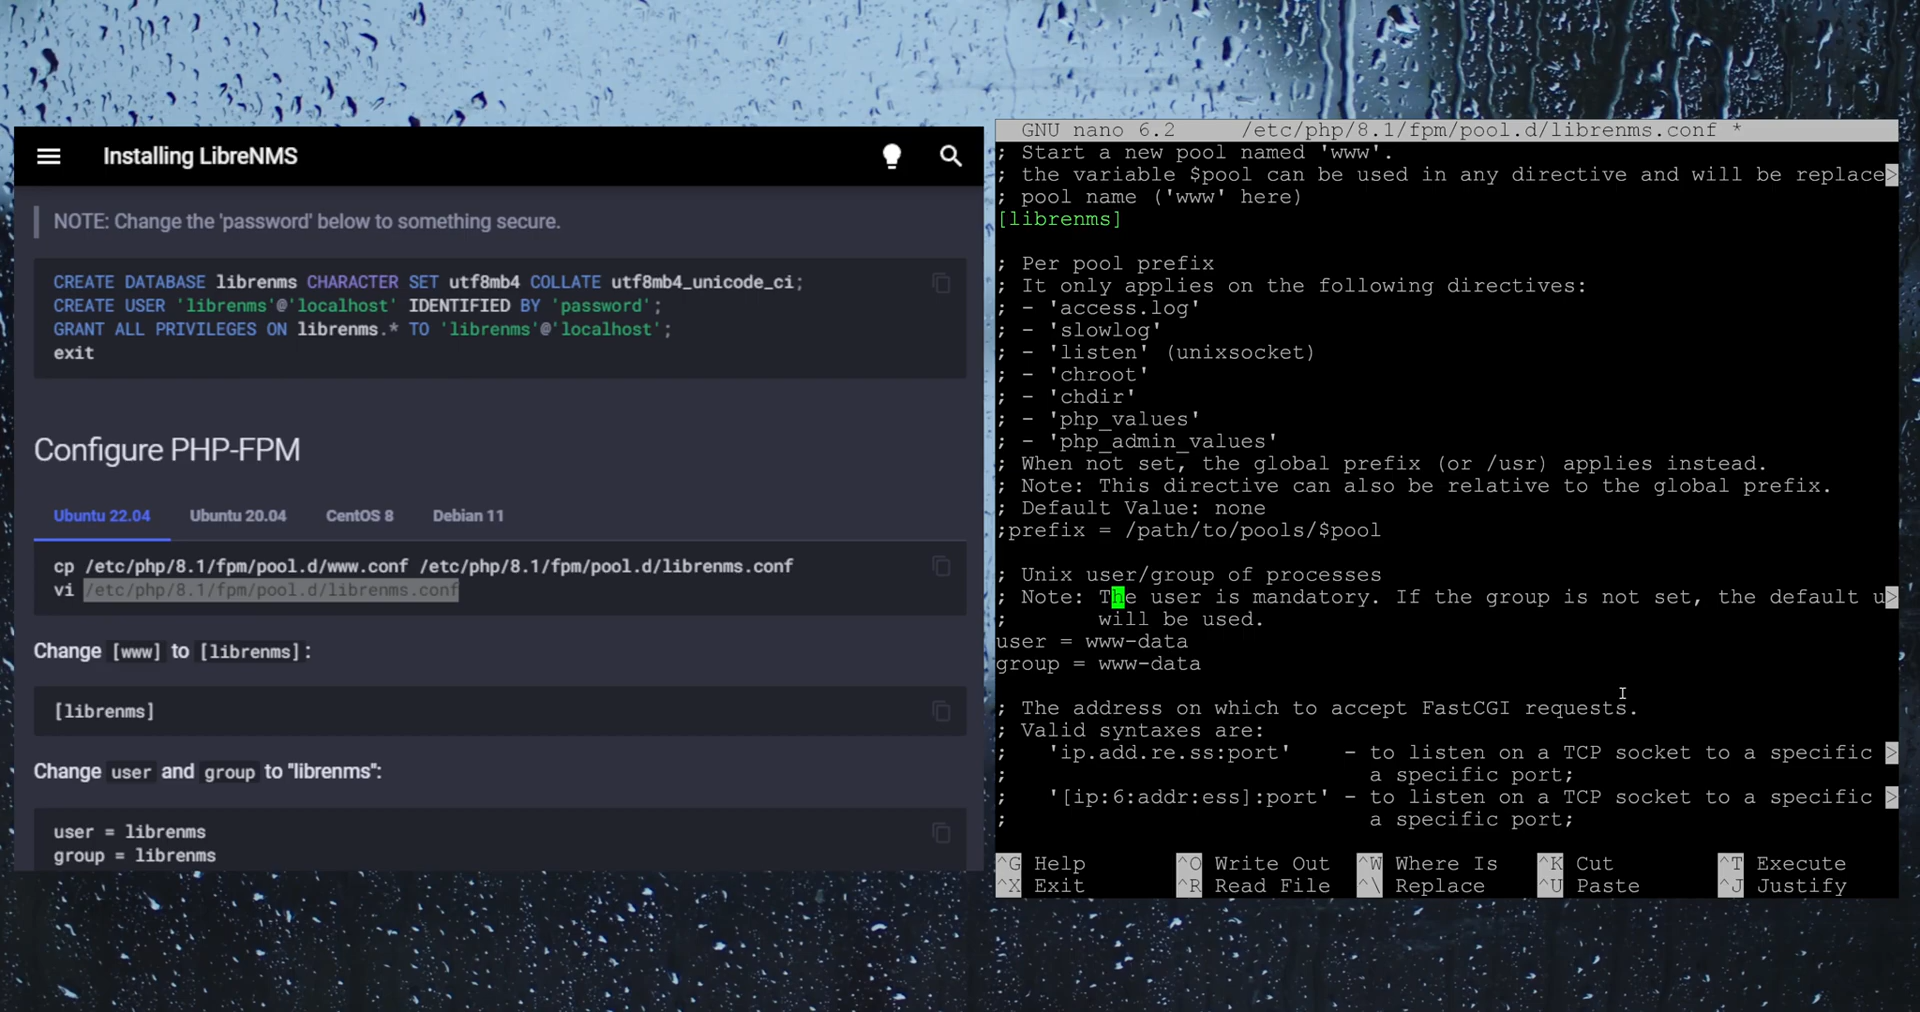 Installing LibreNMS
NOTE: Change the 'password' below to something secure.
CREATE DATABASE librenms CHARACTER SET utf8mb4 COLLATE utf8mb4_unicode_ci;
CREATE USER 'librenms'@'localhost' IDENTIFIED BY 'password';
GRANT ALL PRIVILEGES ON librenms.* TO 'librenms'@'localhost';
exit
Configure PHP-FPM
Ubuntu 22.04 Ubuntu 20.04 CentOS 8 Debian 11
cp /etc/php/8.1/fpm/pool.d/www.conf /etc/php/8.1/fpm/pool.d/librenms.conf
vi /etc/php/8.1/fpm/pool.d/librenms.conf
Change [www] to [librenms]:
[librenms]
Change user and group to "librenms":
user = librenms
group = librenms
GNU nano 6.2 /etc/php/8.1/fpm/pool.d/librenms.conf *
; Start a new pool named 'www'.
; the variable $pool can be used in any directive and will be replace>
; pool name ('www' here)
[librenms]
; Per pool prefix
; It only applies on the following directives:
; - 'access.log'
; - 'slowlog'
; - 'listen' (unixsocket)
; - 'chroot'
; - 'chdir'
; - 'php_values'
; - 'php_admin_values'
; When not set, the global prefix (or /usr) applies instead.
; Note: This directive can also be relative to the global prefix.
; Default Value: none
;prefix = /path/to/pools/$pool
; Unix user/group of processes
; Note: The user is mandatory. If the group is not set, the default u>
; will be used.
user = www-data
group = www-data
; The address on which to accept FastCGI requests.
; Valid syntaxes are:
; 'ip.add.re.ss:port' - to listen on a TCP socket to a specific >
; a specific port;
; '[ip:6:addr:ess]:port' - to listen on a TCP socket to a specific >
; a specific port;
^G Help ^O Write Out ^W Where Is ^K Cut ^T Execute
^X Exit ^R Read File ^\ Replace ^U Paste ^J Justify